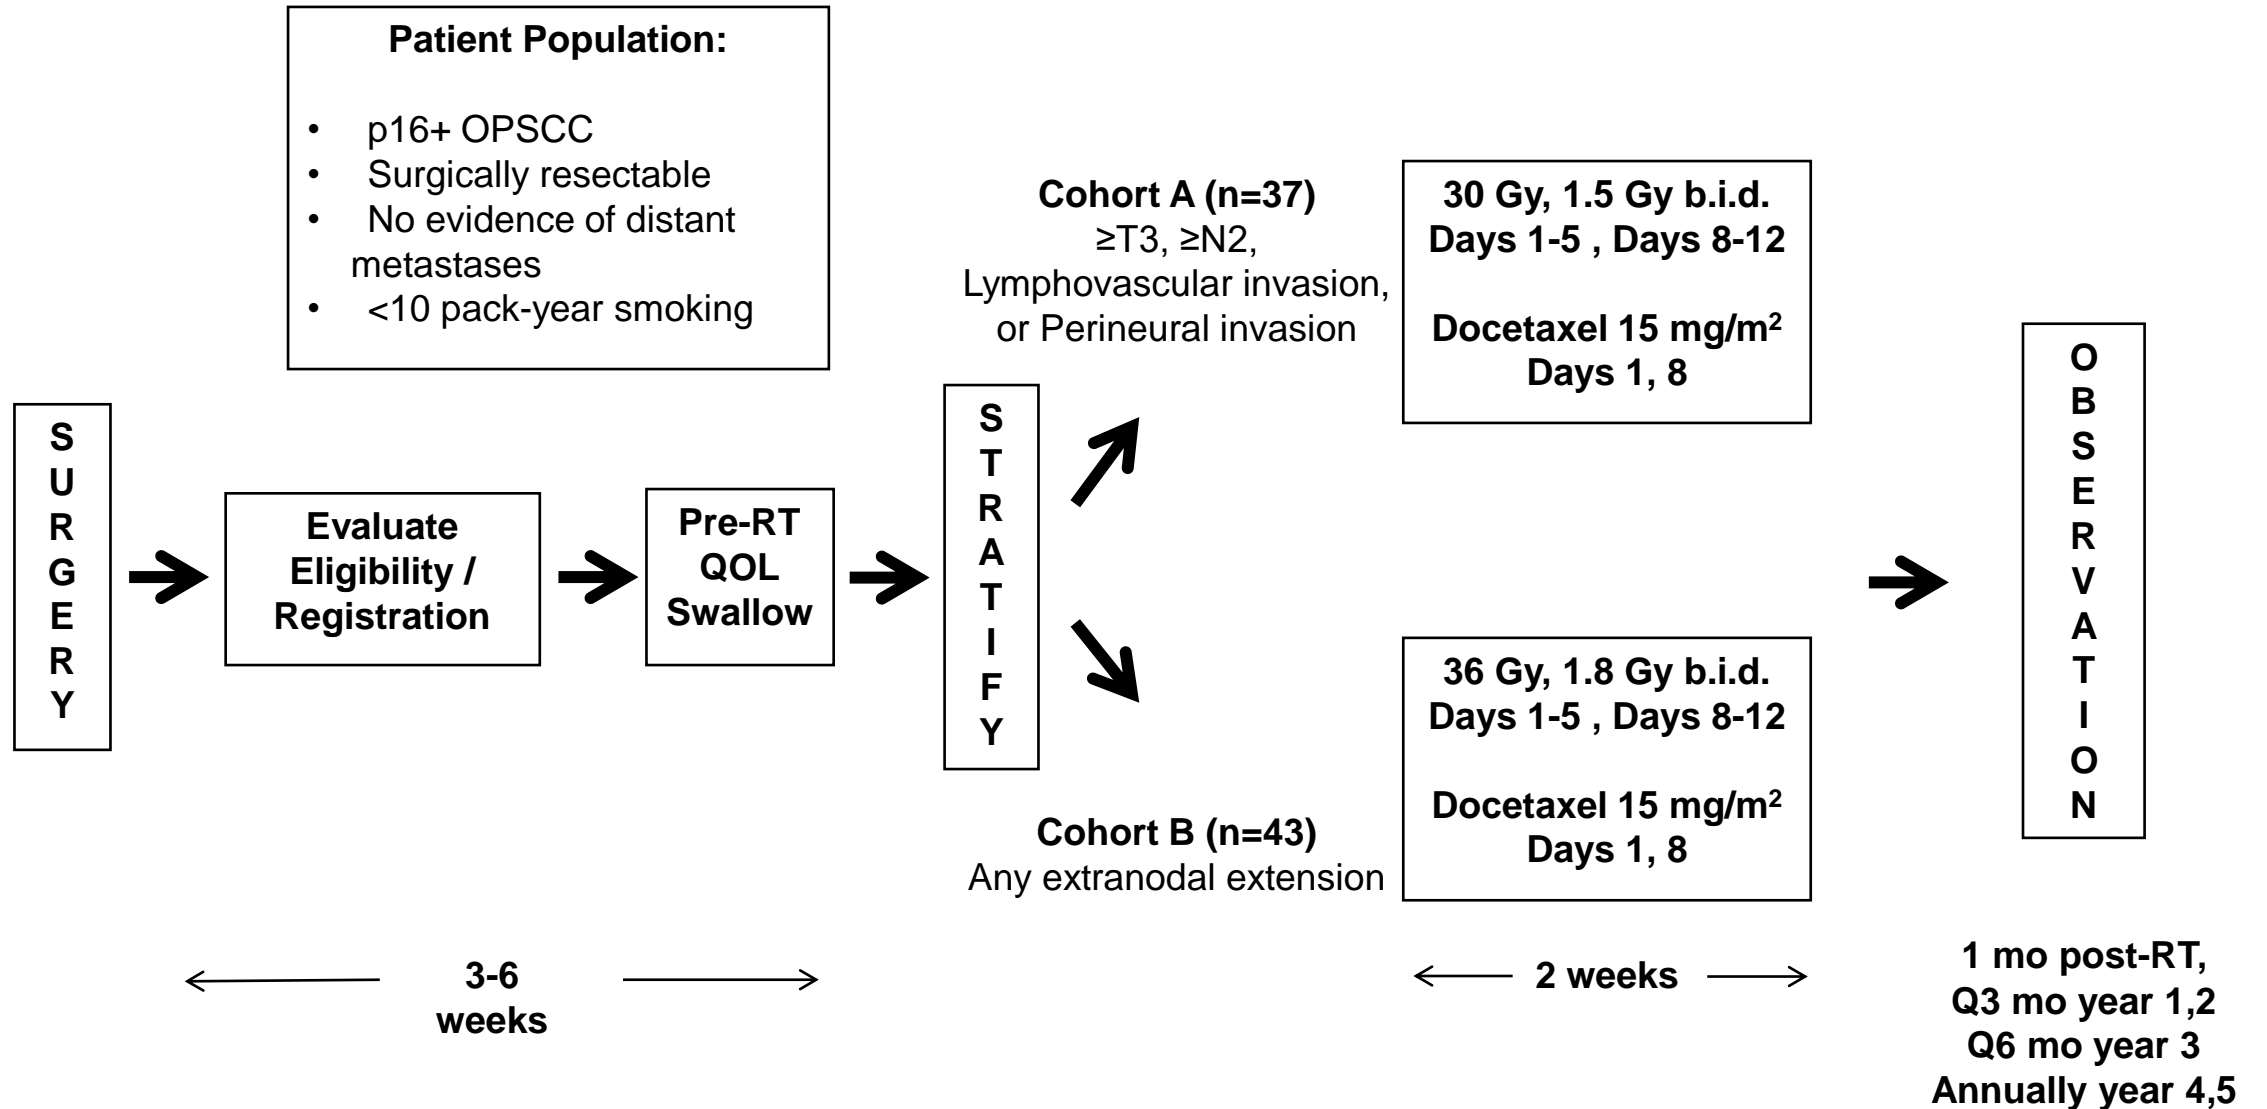 Patient Population:
• p16+ OPSCC
• Surgically resectable
• No evidence of distant
metastases
• <10 pack-year smoking
SURGERY
Evaluate
Eligibility /
Registration
Pre-RT
QOL
Swallow
STRATIFY
Cohort A (n=37)
≥T3, ≥N2,
Lymphovascular invasion,
or Perineural invasion
30 Gy, 1.5 Gy b.i.d.
Days 1-5 , Days 8-12
Docetaxel 15 mg/m²
Days 1, 8
Cohort B (n=43)
Any extranodal extension
36 Gy, 1.8 Gy b.i.d.
Days 1-5 , Days 8-12
Docetaxel 15 mg/m²
Days 1, 8
OBSERVATION
3-6
weeks
2 weeks
1 mo post-RT,
Q3 mo year 1,2
Q6 mo year 3
Annually year 4,5